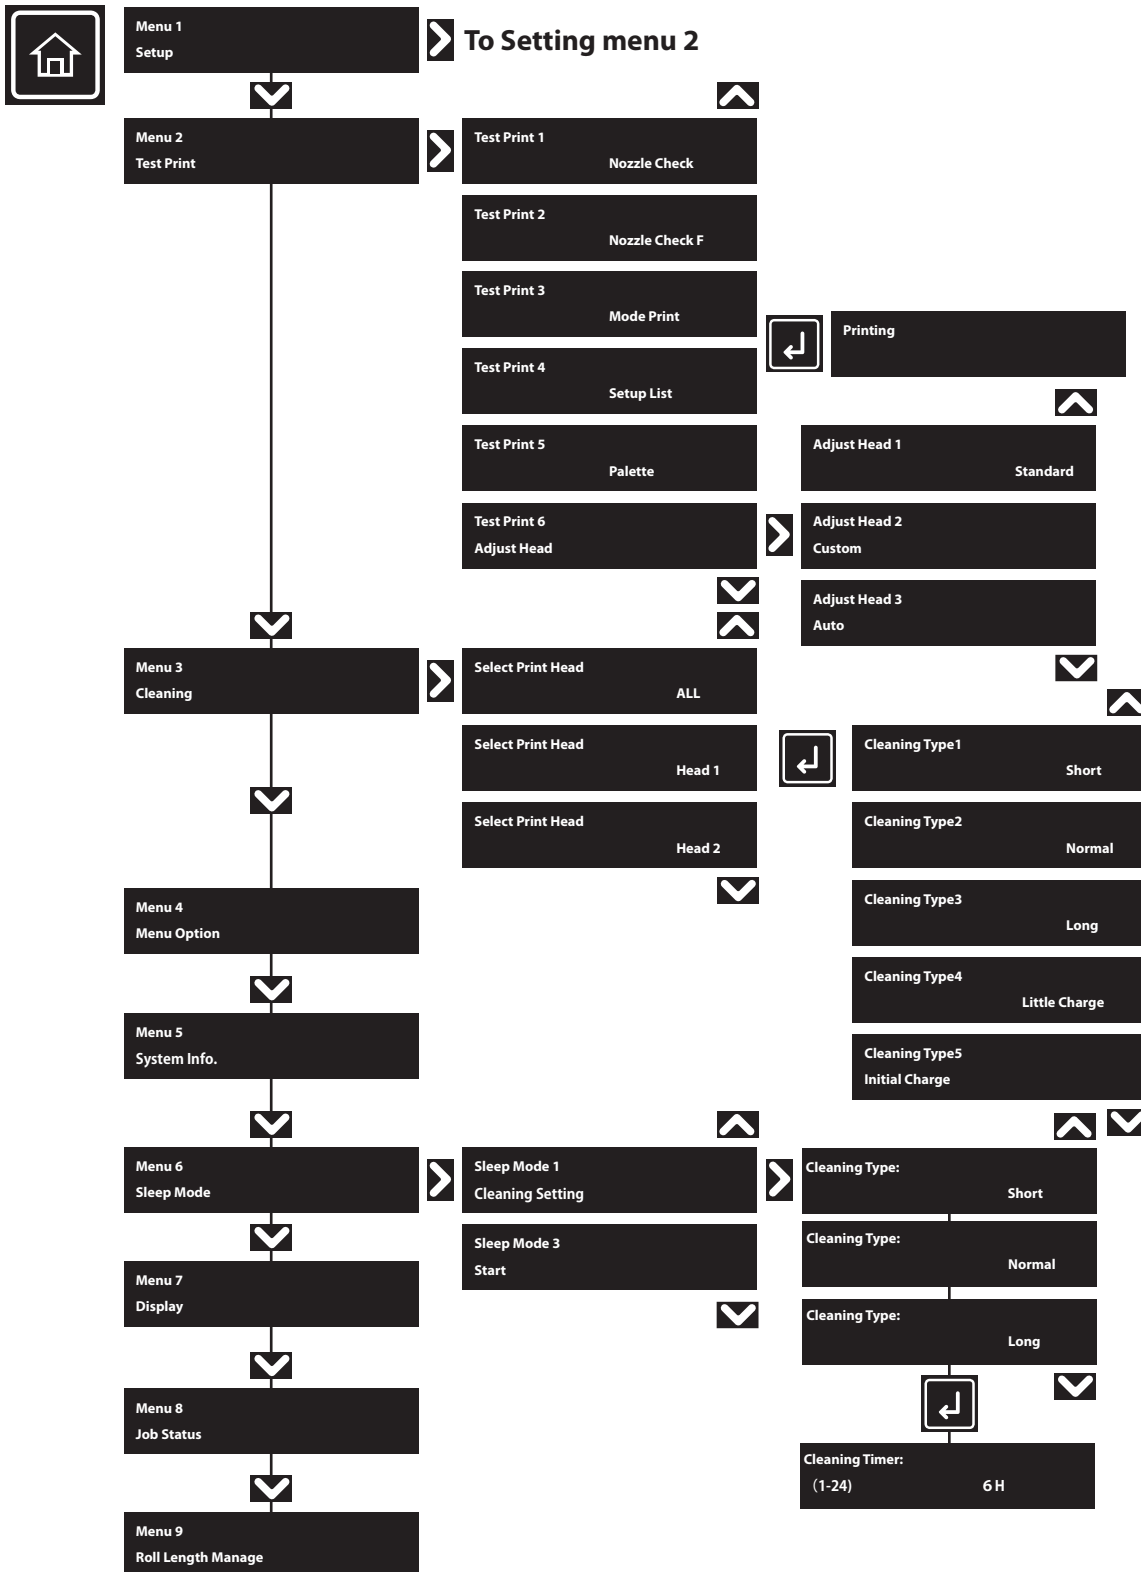 Menu 1
Setup
To Setting menu 2
Menu 2
Test Print
Test Print 1
Nozzle Check
Test Print 2
Nozzle Check F
Test Print 3
Mode Print
Printing
Test Print 4
Setup List
Test Print 5
Palette
Adjust Head 1
Standard
Test Print 6
Adjust Head
Adjust Head 2
Custom
Adjust Head 3
Auto
Menu 3
Cleaning
Select Print Head
ALL
Select Print Head
Head 1
Select Print Head
Head 2
Cleaning Type1
Short
Cleaning Type2
Normal
Cleaning Type3
Long
Cleaning Type4
Little Charge
Cleaning Type5
Initial Charge
Menu 4
Menu Option
Menu 5
System Info.
Menu 6
Sleep Mode
Sleep Mode 1
Cleaning Setting
Cleaning Type:
Short
Sleep Mode 3
Start
Cleaning Type:
Normal
Cleaning Type:
Long
Menu 7
Display
Menu 8
Job Status
Cleaning Timer:
(1-24) 6 H
Menu 9
Roll Length Manage